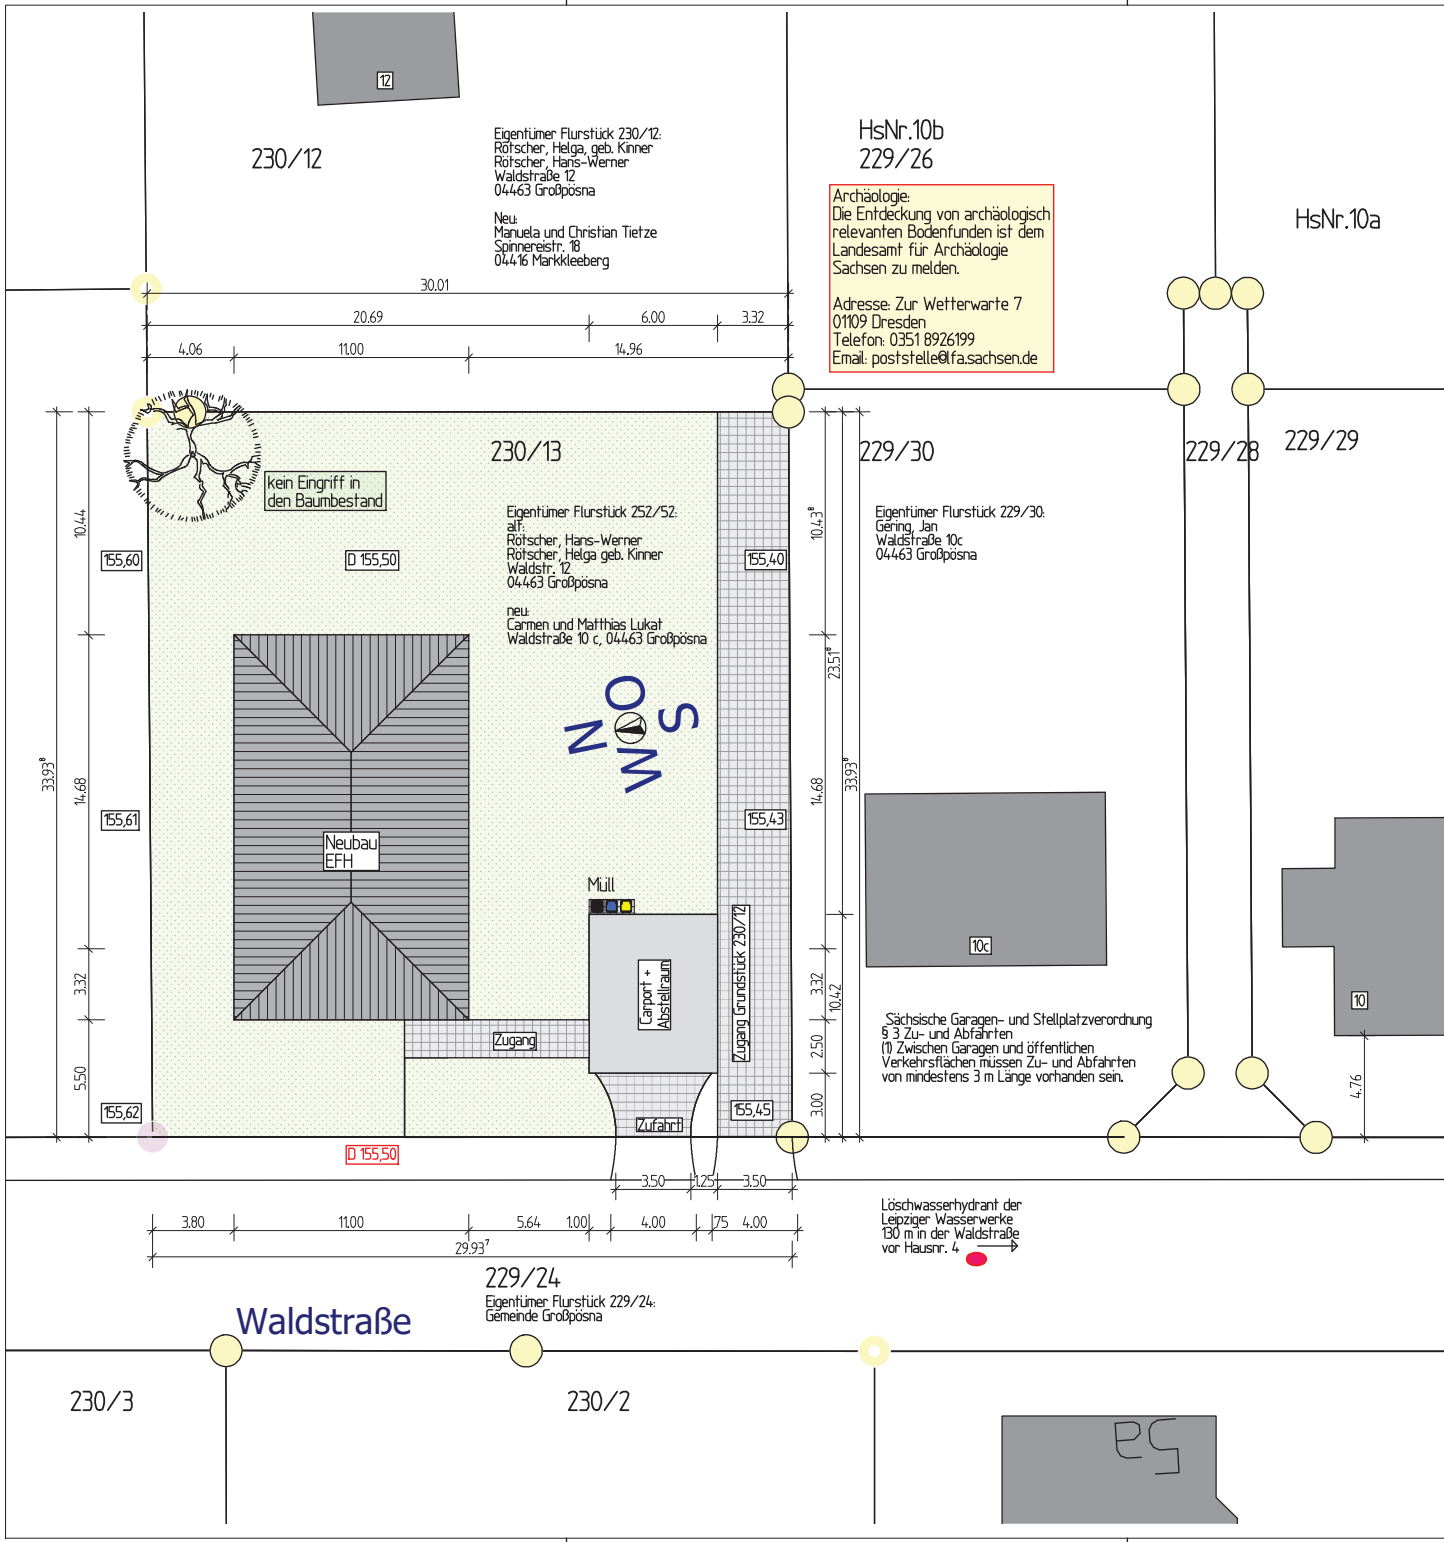 12
230/12
Eigentümer Flurstück 230/12:
Rötscher, Helga, geb. Kinner
Rötscher, Hans-Werner
Waldstraße 12
04463 Großpösna
Neu:
Manuela und Christian Tietze
Spinnereistr. 18
04416 Markkleeberg
HsNr.10b
229/26
Archäologie:
Die Entdeckung von archäologisch
relevanten Bodenfunden ist dem
Landesamt für Archäologie
Sachsen zu melden.
Adresse: Zur Wetterwarte 7
01109 Dresden
Telefon: 0351 8926199
Email: poststelle@lfa.sachsen.de
HsNr.10a
30.01
20.69
6.00
3.32
4.06
11.00
14.96
230/13
229/30
229/28
229/29
kein Eingriff in
den Baumbestand
Eigentümer Flurstück 252/52:
alt:
Rötscher, Hans-Werner
Rötscher, Helga geb. Kinner
Waldstr. 12
04463 Großpösna
neu:
Carmen und Matthias Lukat
Waldstraße 10 c, 04463 Großpösna
Eigentümer Flurstück 229/30:
Gering, Jan
Waldstraße 10c
04463 Großpösna
10.44
155,60
D 155,50
155,40
10.43⁸
23.51⁸
N
O
S
W
33.93⁸
14.68
155,61
155,43
14.68
33.93⁸
Neubau
EFH
Müll
Carport +
Abstellraum
Zugang Grundstück 230/12
10c
10
3.32
3.32
10.42
Zugang
2.50
5.50
155,62
155,45
3.00
Zufahrt
Sächsische Garagen- und Stellplatzverordnung
§ 3 Zu- und Abfahrten
(1) Zwischen Garagen und öffentlichen
Verkehrsflächen müssen Zu- und Abfahrten
von mindestens 3 m Länge vorhanden sein.
4.76
D 155,50
3.50
1.25
3.50
3.80
11.00
5.64
1.00
4.00
75
4.00
29.93⁷
Löschwasserhydrant der
Leipziger Wasserwerke
130 m in der Waldstraße
vor Hausnr. 4
229/24
Eigentümer Flurstück 229/24:
Gemeinde Großpösna
Waldstraße
230/3
230/2
5a